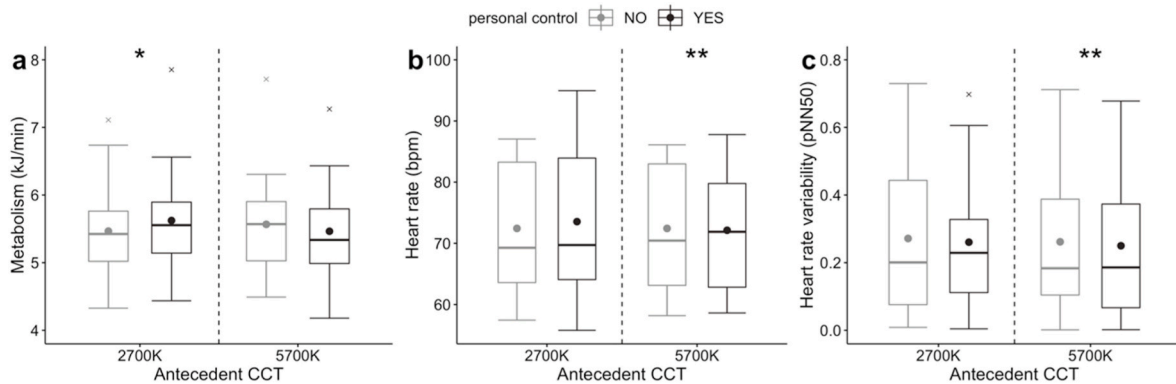 personal control NO YES
a
*
Metabolism (kJ/min)
8
7
6
5
4
2700K 5700K
Antecedent CCT
b
**
Heart rate (bpm)
100
90
80
70
60
2700K 5700K
Antecedent CCT
c
**
Heart rate variability (pNN50)
0.8
0.6
0.4
0.2
0.0
2700K 5700K
Antecedent CCT